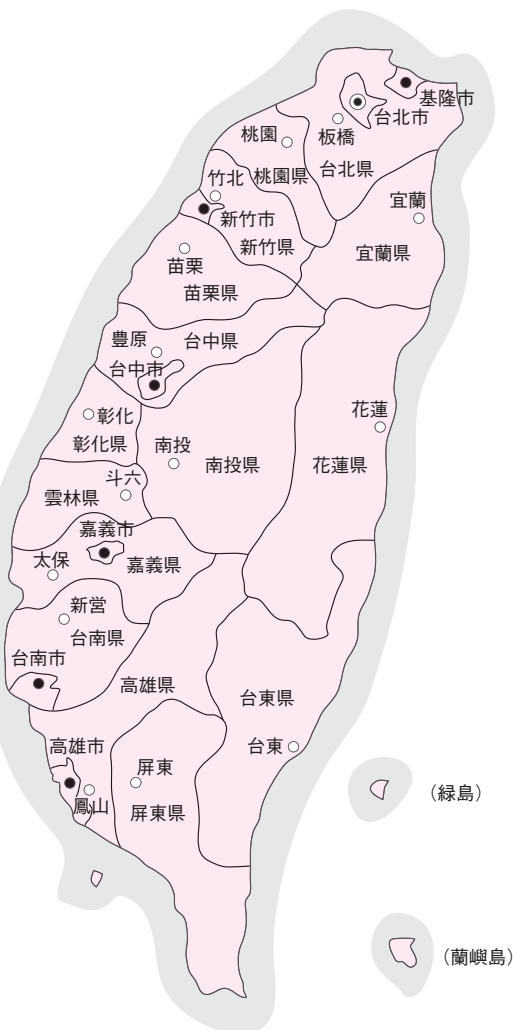 基隆市
台北市
板橋
台北県
桃園
桃園県
竹北
新竹市
新竹県
宜蘭
宜蘭県
苗栗
苗栗県
豊原
台中県
台中市
彰化
彰化県
南投
南投県
花蓮
花蓮県
斗六
雲林県
嘉義市
嘉義県
太保
新営
台南県
台南市
高雄県
台東県
台東
高雄市
鳳山
屏東
屏東県
（緑島）
（蘭嶼島）